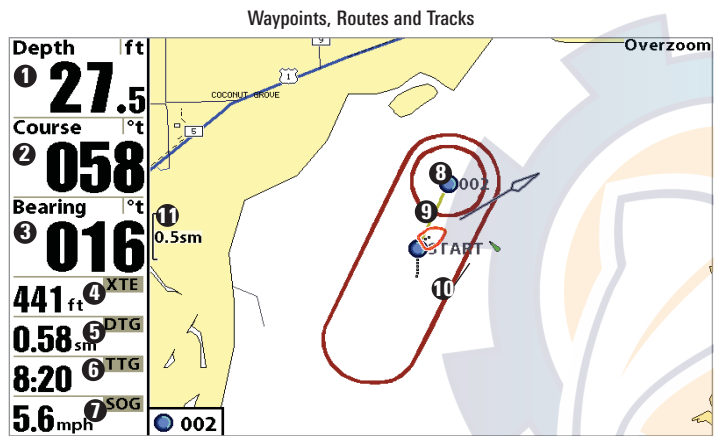 Waypoints, Routes and Tracks
Depth ft
1 27.5
Course °t
2 058
Bearing °t
3 016
441 ft 4 XTE
0.58 sm 5 DTG
8:20 6 TTG
5.6 mph 7 SOG
Overzoom
9
1
COCONUT GROVE
5
11
0.5sm
8 002
9
START
10
002